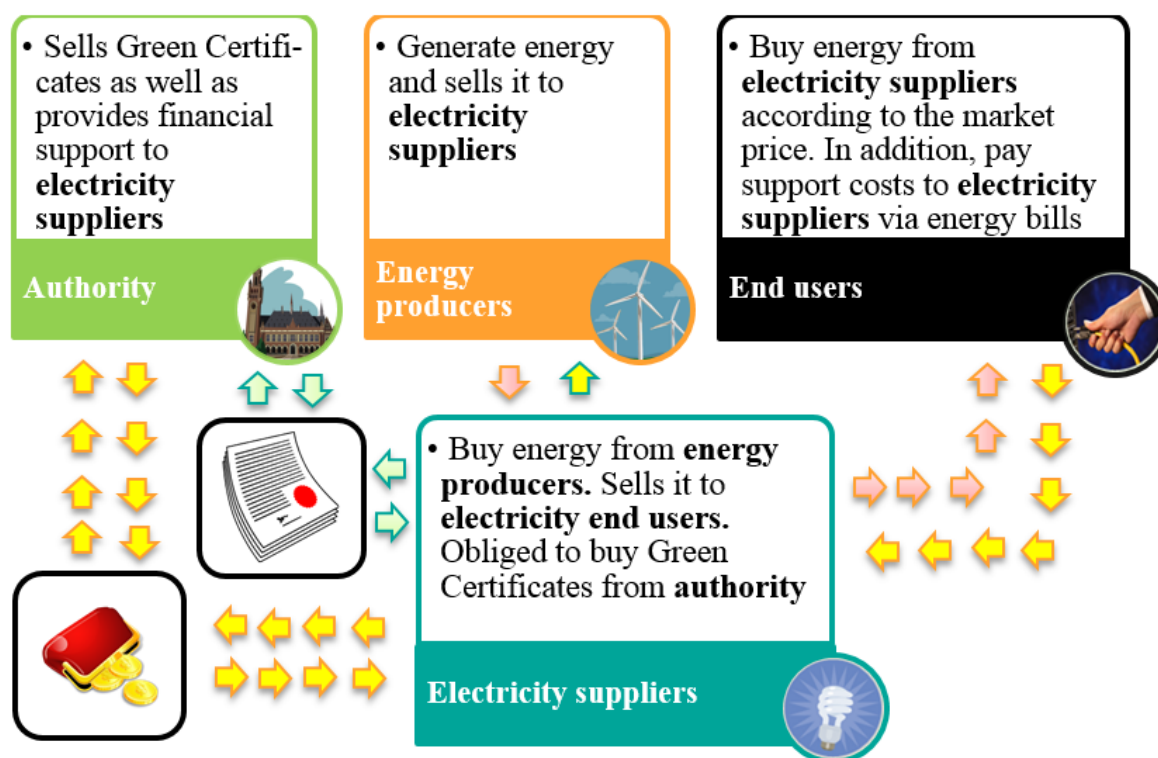 • Sells Green Certifi-
cates as well as
provides financial
support to
electricity
suppliers
Authority
• Generate energy
and sells it to
electricity
suppliers
Energy
producers
• Buy energy from
electricity suppliers
according to the market
price. In addition, pay
support costs to electricity
suppliers via energy bills
End users
• Buy energy from energy
producers. Sells it to
electricity end users.
Obliged to buy Green
Certificates from authority
Electricity suppliers